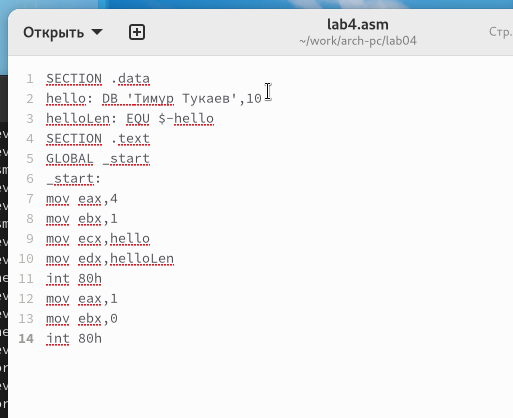 Открыть
lab4.asm
~/work/arch-pc/lab04
Стр.
1 SECTION .data
2 hello: DB 'Тимур Тукаев',10
3 helloLen: EQU $-hello
4 SECTION .text
5 GLOBAL _start
6 _start:
7 mov eax,4
8 mov ebx,1
9 mov ecx,hello
10 mov edx,helloLen
11 int 80h
12 mov eax,1
13 mov ebx,0
14 int 80h